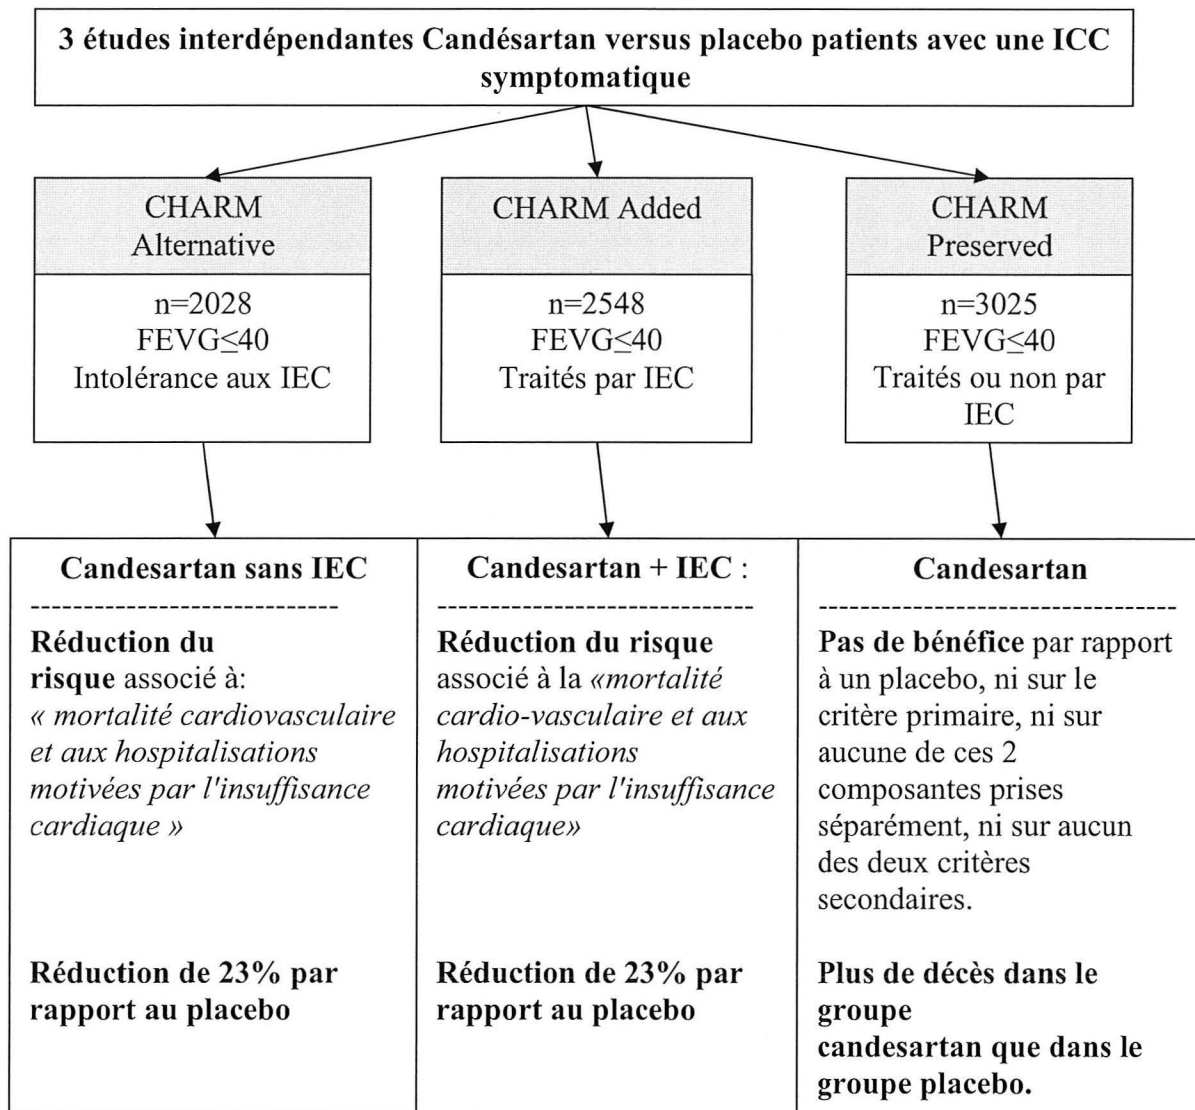 3 études interdépendantes Candésartan versus placebo patients avec une ICC
symptomatique
CHARM
Alternative
n=2028
FEVG≤40
Intolérance aux IEC
CHARM Added
n=2548
FEVG≤40
Traités par IEC
CHARM
Preserved
n=3025
FEVG≤40
Traités ou non par
IEC
Candesartan sans IEC
-----------------------------
Réduction du
risque associé à:
« mortalité cardiovasculaire
et aux hospitalisations
motivées par l'insuffisance
cardiaque »
Réduction de 23% par
rapport au placebo
Candesartan + IEC :
------------------------------
Réduction du risque
associé à la «mortalité
cardio-vasculaire et aux
hospitalisations
motivées par l'insuffisance
cardiaque»
Réduction de 23% par
rapport au placebo
Candesartan
----------------------------------
Pas de bénéfice par rapport
à un placebo, ni sur le
critère primaire, ni sur
aucune de ces 2
composantes prises
séparément, ni sur aucun
des deux critères
secondaires.
Plus de décès dans le
groupe
candesartan que dans le
groupe placebo.